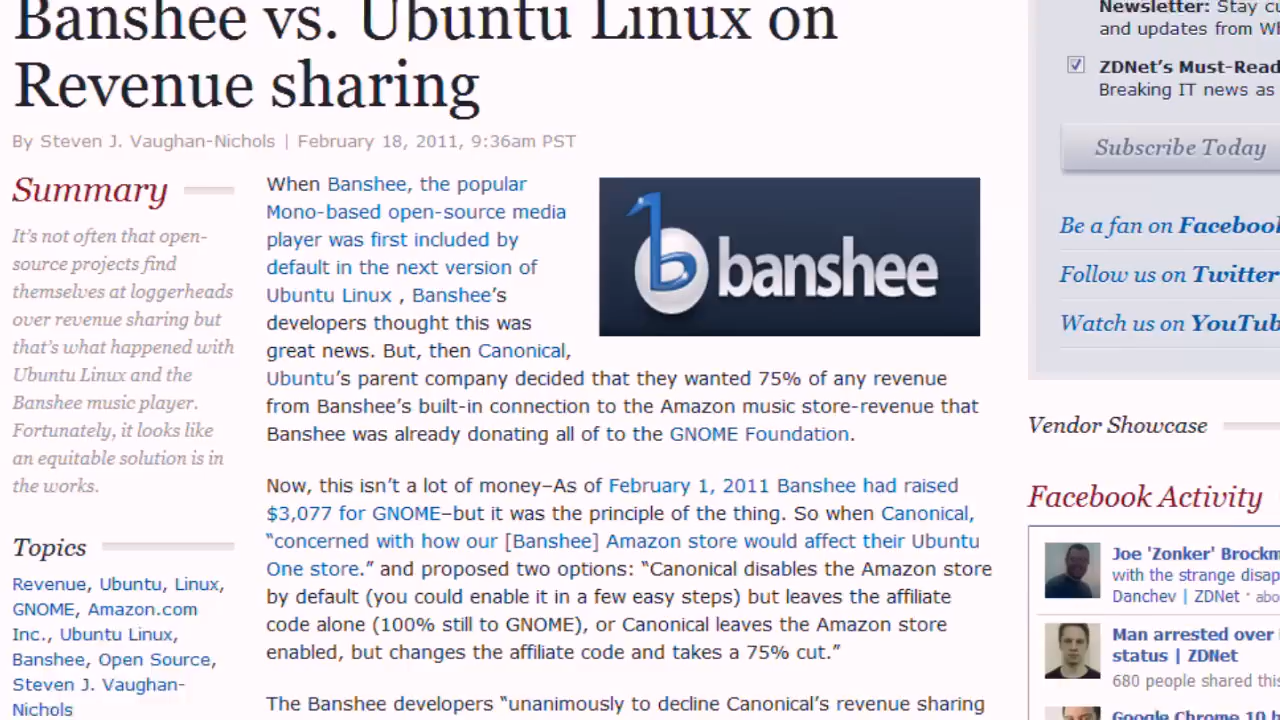 Banshee vs. Ubuntu Linux on
Revenue sharing
By Steven J. Vaughan-Nichols | February 18, 2011, 9:36am PST
Summary
It's not often that open-
source projects find
themselves at loggerheads
over revenue sharing but
that's what happened with
Ubuntu Linux and the
Banshee music player.
Fortunately, it looks like
an equitable solution is in
the works.
Topics
Revenue, Ubuntu, Linux,
GNOME, Amazon.com
Inc., Ubuntu Linux,
Banshee, Open Source,
Steven J. Vaughan-
Nichols
When Banshee, the popular
Mono-based open-source media
player was first included by
default in the next version of
Ubuntu Linux , Banshee's
developers thought this was
great news. But, then Canonical,
Ubuntu's parent company decided that they wanted 75% of any revenue
from Banshee's built-in connection to the Amazon music store-revenue that
Banshee was already donating all of to the GNOME Foundation.
banshee
Now, this isn't a lot of money–As of February 1, 2011 Banshee had raised
$3,077 for GNOME–but it was the principle of the thing. So when Canonical,
“concerned with how our [Banshee] Amazon store would affect their Ubuntu
One store.” and proposed two options: “Canonical disables the Amazon store
by default (you could enable it in a few easy steps) but leaves the affiliate
code alone (100% still to GNOME), or Canonical leaves the Amazon store
enabled, but changes the affiliate code and takes a 75% cut.”
The Banshee developers “unanimously to decline Canonical's revenue sharing
Newsletter: Stay cu
and updates from Wh
ZDNet's Must-Read
Breaking IT news as
Subscribe Today
Be a fan on Facebook
Follow us on Twitter
Watch us on YouTub
Vendor Showcase
Facebook Activity
Joe 'Zonker' Brockm
with the strange disap
Danchev | ZDNet · abo
Man arrested over
status | ZDNet
680 people shared this
Google Chrome 10 b